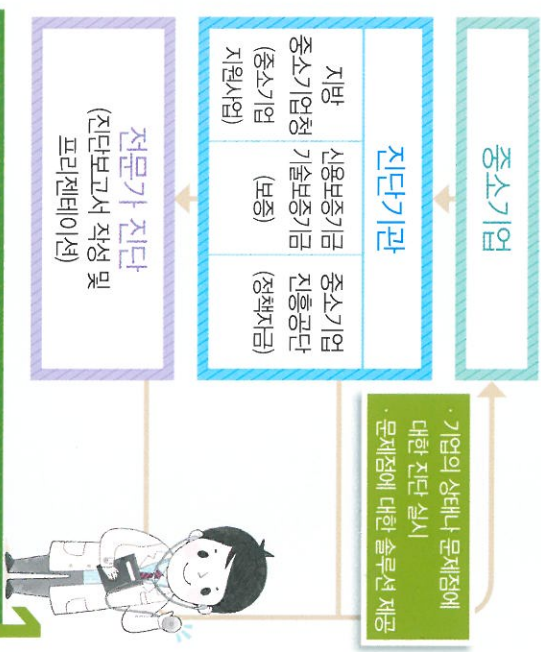 중소기업
진단기관
지방
중소기업청
(중소기업
지원사업)
신용보증기금
기술보증기금
(보증)
중소기업
진흥공단
(정책자금)
전문가 진단
(진단보고서 작성 및
프리젠테이션)
· 기업의 상태나 문제점에
대한 진단 실시
· 문제점에 대한 솔루션 제공
1